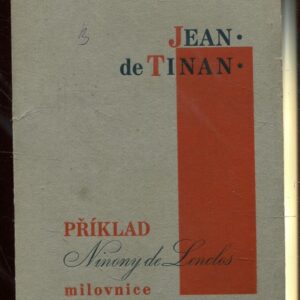 JEAN•
de TINAN•
PŘÍKLAD
Ninony de Lenclos
milovnice